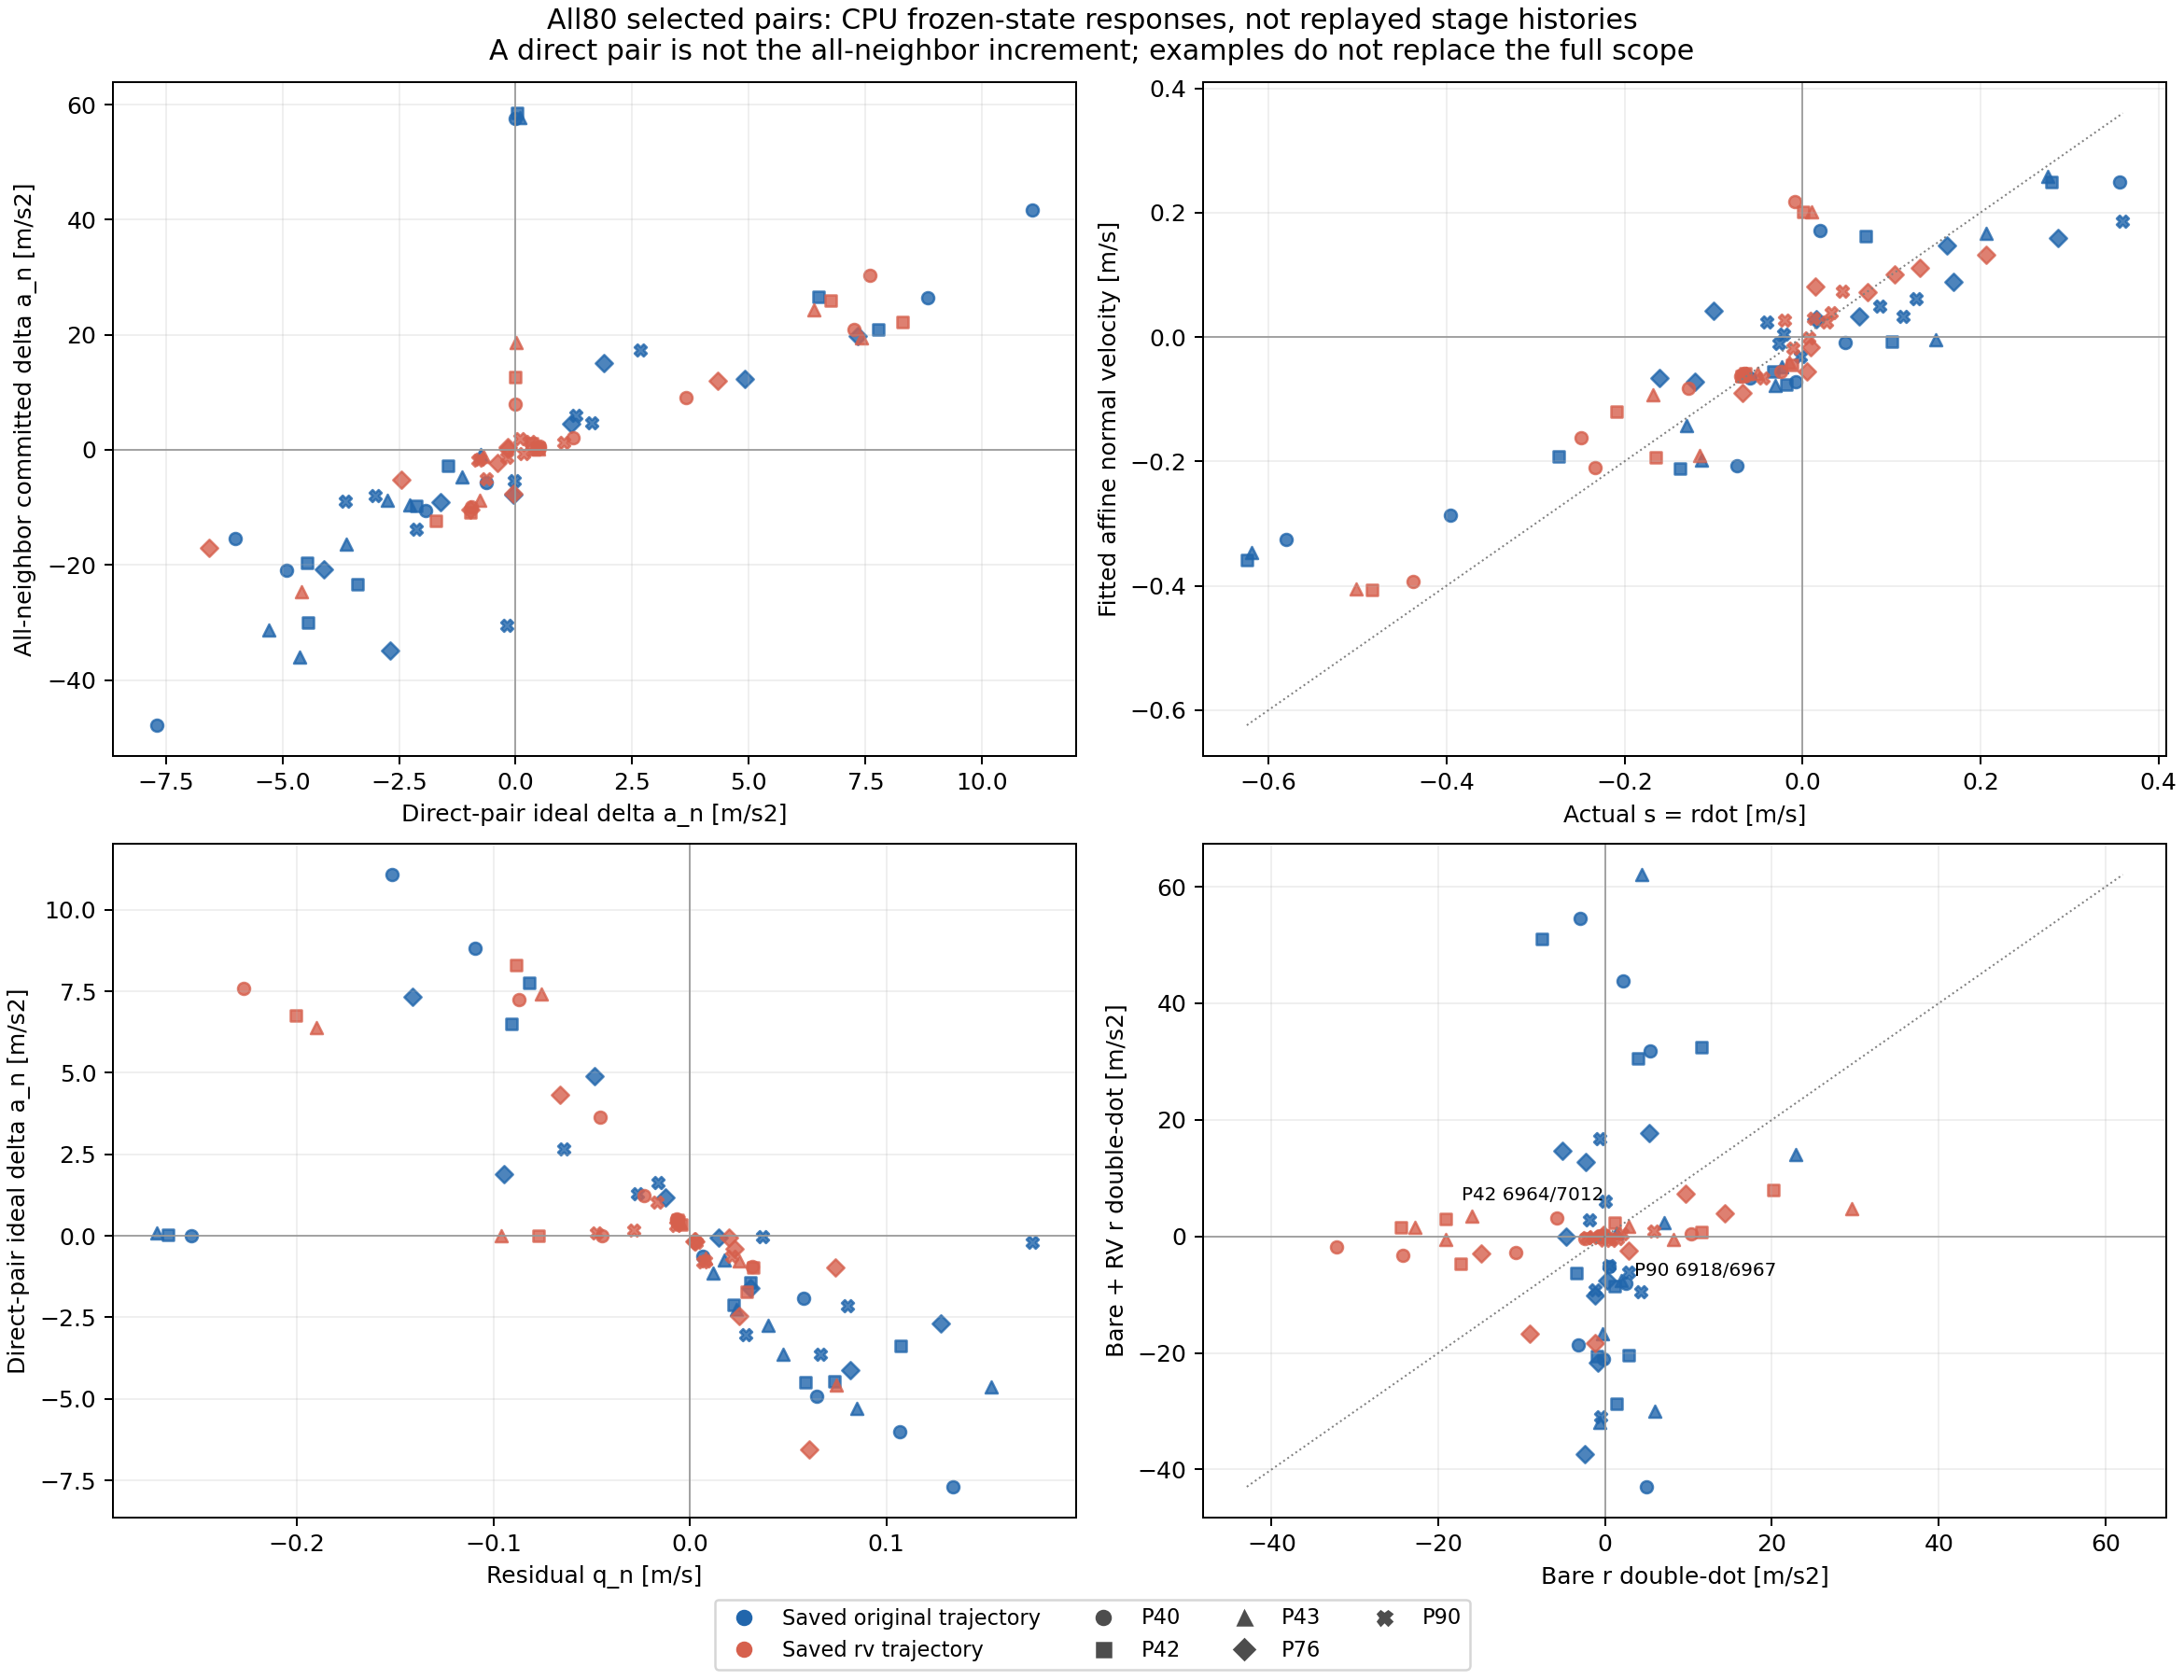 All80 selected pairs: CPU frozen-state responses, not replayed stage histories
A direct pair is not the all-neighbor increment; examples do not replace the full scope
60
40
20
0
−20
−40
All-neighbor committed delta a_n [m/s2]
−7.5
−5.0
−2.5
0.0
2.5
5.0
7.5
10.0
Direct-pair ideal delta a_n [m/s2]
0.4
0.2
0.0
−0.2
−0.4
−0.6
Fitted affine normal velocity [m/s]
−0.6
−0.4
−0.2
0.0
0.2
0.4
Actual s = rdot [m/s]
10.0
7.5
5.0
2.5
0.0
−2.5
−5.0
−7.5
Direct-pair ideal delta a_n [m/s2]
−0.2
−0.1
0.0
0.1
Residual q_n [m/s]
60
40
20
0
−20
−40
Bare + RV r double-dot [m/s2]
P42 6964/7012
P90 6918/6967
−40
−20
0
20
40
60
Bare r double-dot [m/s2]
Saved original trajectory
Saved rv trajectory
P40
P42
P43
P76
P90